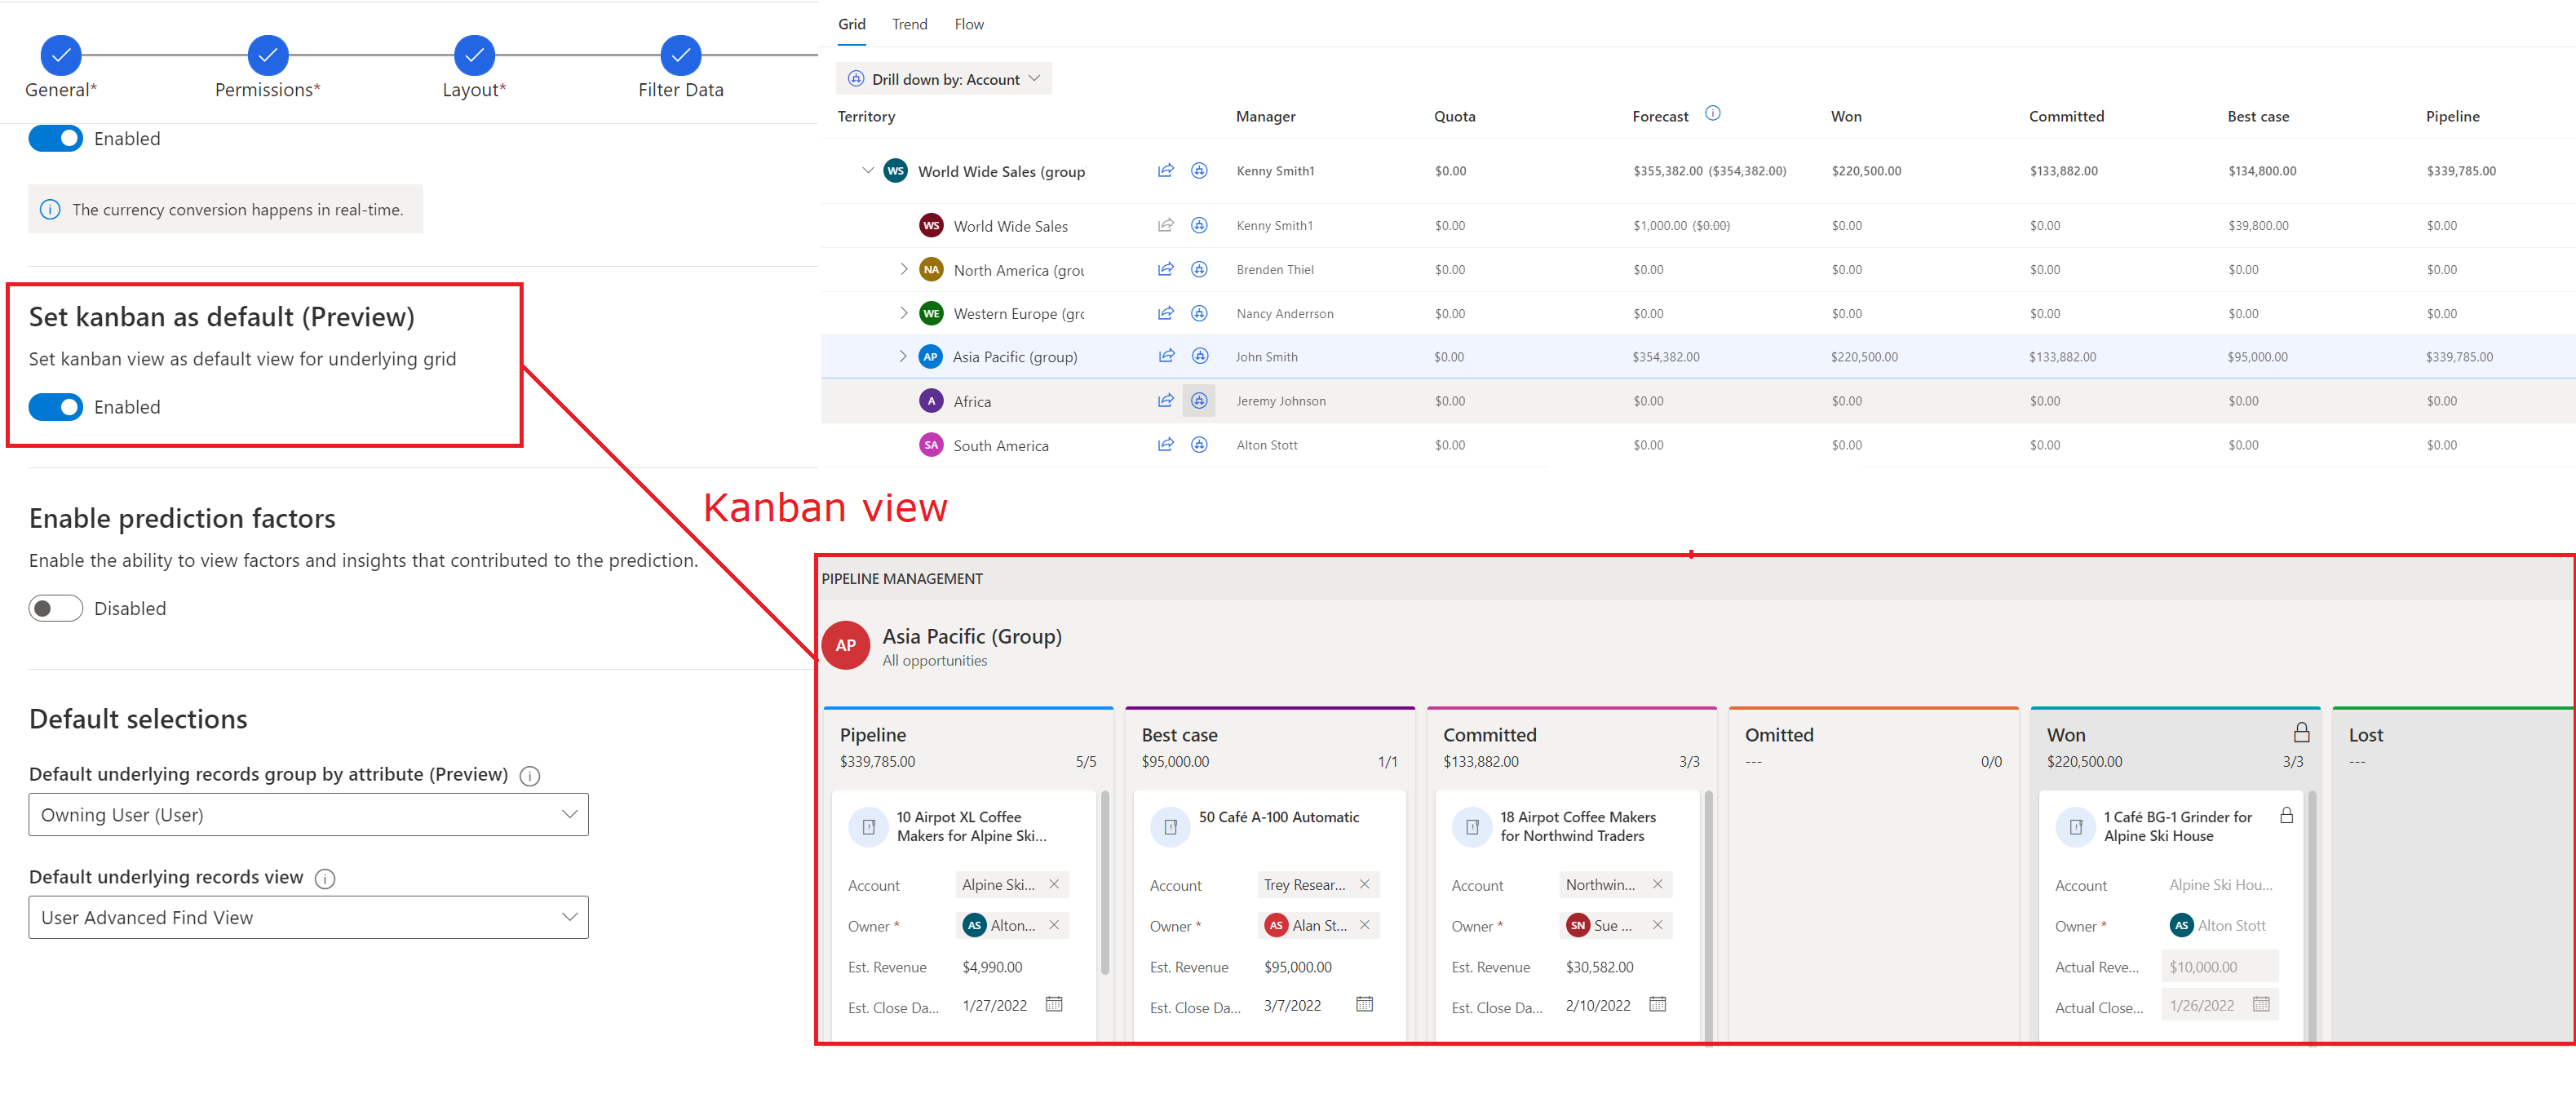 General*
Permissions*
Layout*
Filter Data
Enabled
The currency conversion happens in real-time.
Set kanban as default (Preview)
Set kanban view as default view for underlying grid
Enabled
Enable prediction factors
Enable the ability to view factors and insights that contributed to the prediction.
Disabled
Default selections
Default underlying records group by attribute (Preview)
Owning User (User)
Default underlying records view
User Advanced Find View
Grid Trend Flow
Drill down by: Account
Territory Manager Quota Forecast Won Committed Best case Pipeline
WS World Wide Sales (group Kenny Smith1 $0.00 $355,382.00 ($354,382.00) $220,500.00 $133,882.00 $134,800.00 $339,785.00
WS World Wide Sales Kenny Smith1 $0.00 $1,000.00 ($0.00) $0.00 $0.00 $39,800.00 $0.00
NA North America (grou Brenden Thiel $0.00 $0.00 $0.00 $0.00 $0.00 $0.00
WE Western Europe (gro Nancy Anderrson $0.00 $0.00 $0.00 $0.00 $0.00 $0.00
AP Asia Pacific (group) John Smith $0.00 $354,382.00 $220,500.00 $133,882.00 $95,000.00 $339,785.00
A Africa Jeremy Johnson $0.00 $0.00 $0.00 $0.00 $0.00 $0.00
SA South America Alton Stott $0.00 $0.00 $0.00 $0.00 $0.00 $0.00
Kanban view
PIPELINE MANAGEMENT
AP Asia Pacific (Group)
All opportunities
Pipeline
$339,785.00 5/5
10 Airpot XL Coffee
Makers for Alpine Ski...
Account Alpine Ski...
Owner * AS Alton...
Est. Revenue $4,990.00
Est. Close Da... 1/27/2022
Best case
$95,000.00 1/1
50 Café A-100 Automatic
Account Trey Resear...
Owner * AS Alan St...
Est. Revenue $95,000.00
Est. Close Da... 3/7/2022
Committed
$133,882.00 3/3
18 Airpot Coffee Makers
for Northwind Traders
Account Northwin...
Owner * SN Sue ...
Est. Revenue $30,582.00
Est. Close Da... 2/10/2022
Omitted
--- 0/0
Won
$220,500.00 3/3
1 Café BG-1 Grinder for
Alpine Ski House
Account Alpine Ski Hou...
Owner * AS Alton Stott
Actual Reve... $10,000.00
Actual Close... 1/26/2022
Lost
---